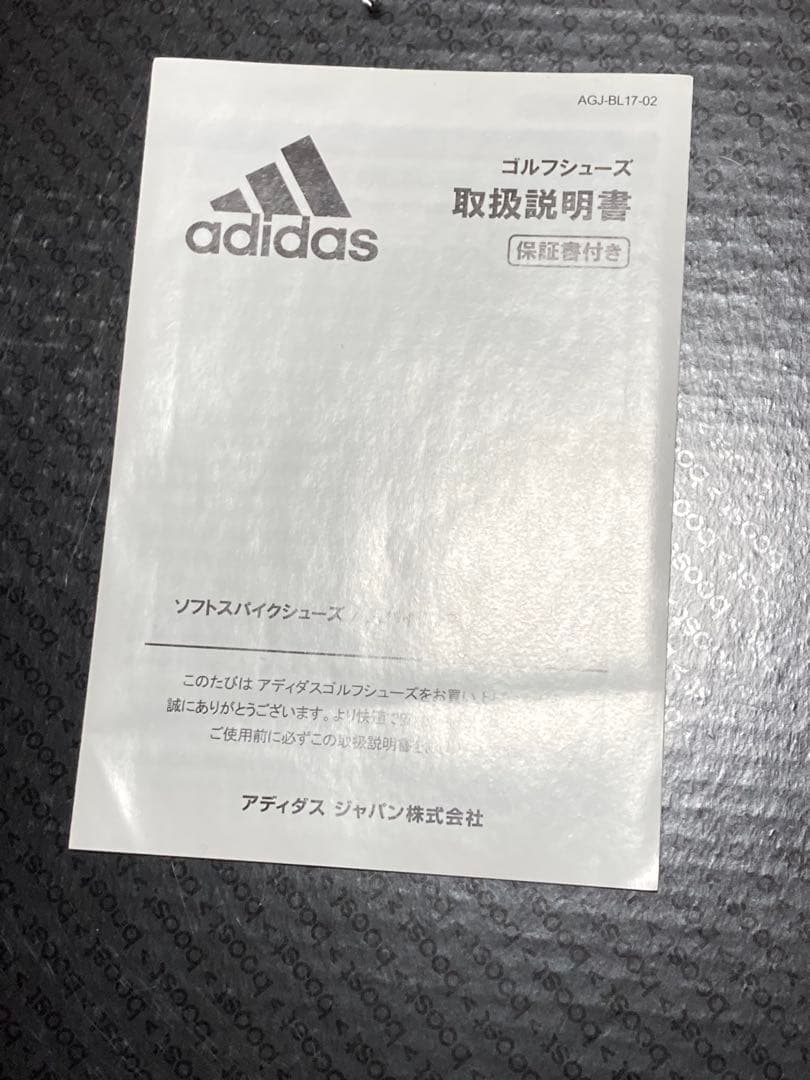 AGJ-BL17-02
adidas
ゴルフシューズ
取扱説明書
保証書付き
ソフトスパイクシューズ /
このたびは アディダスゴルフシューズをお買い
誠にありがとうございます。より快適で
ご使用前に必ずこの取扱説明書を
アディダス ジャパン株式会社
boost